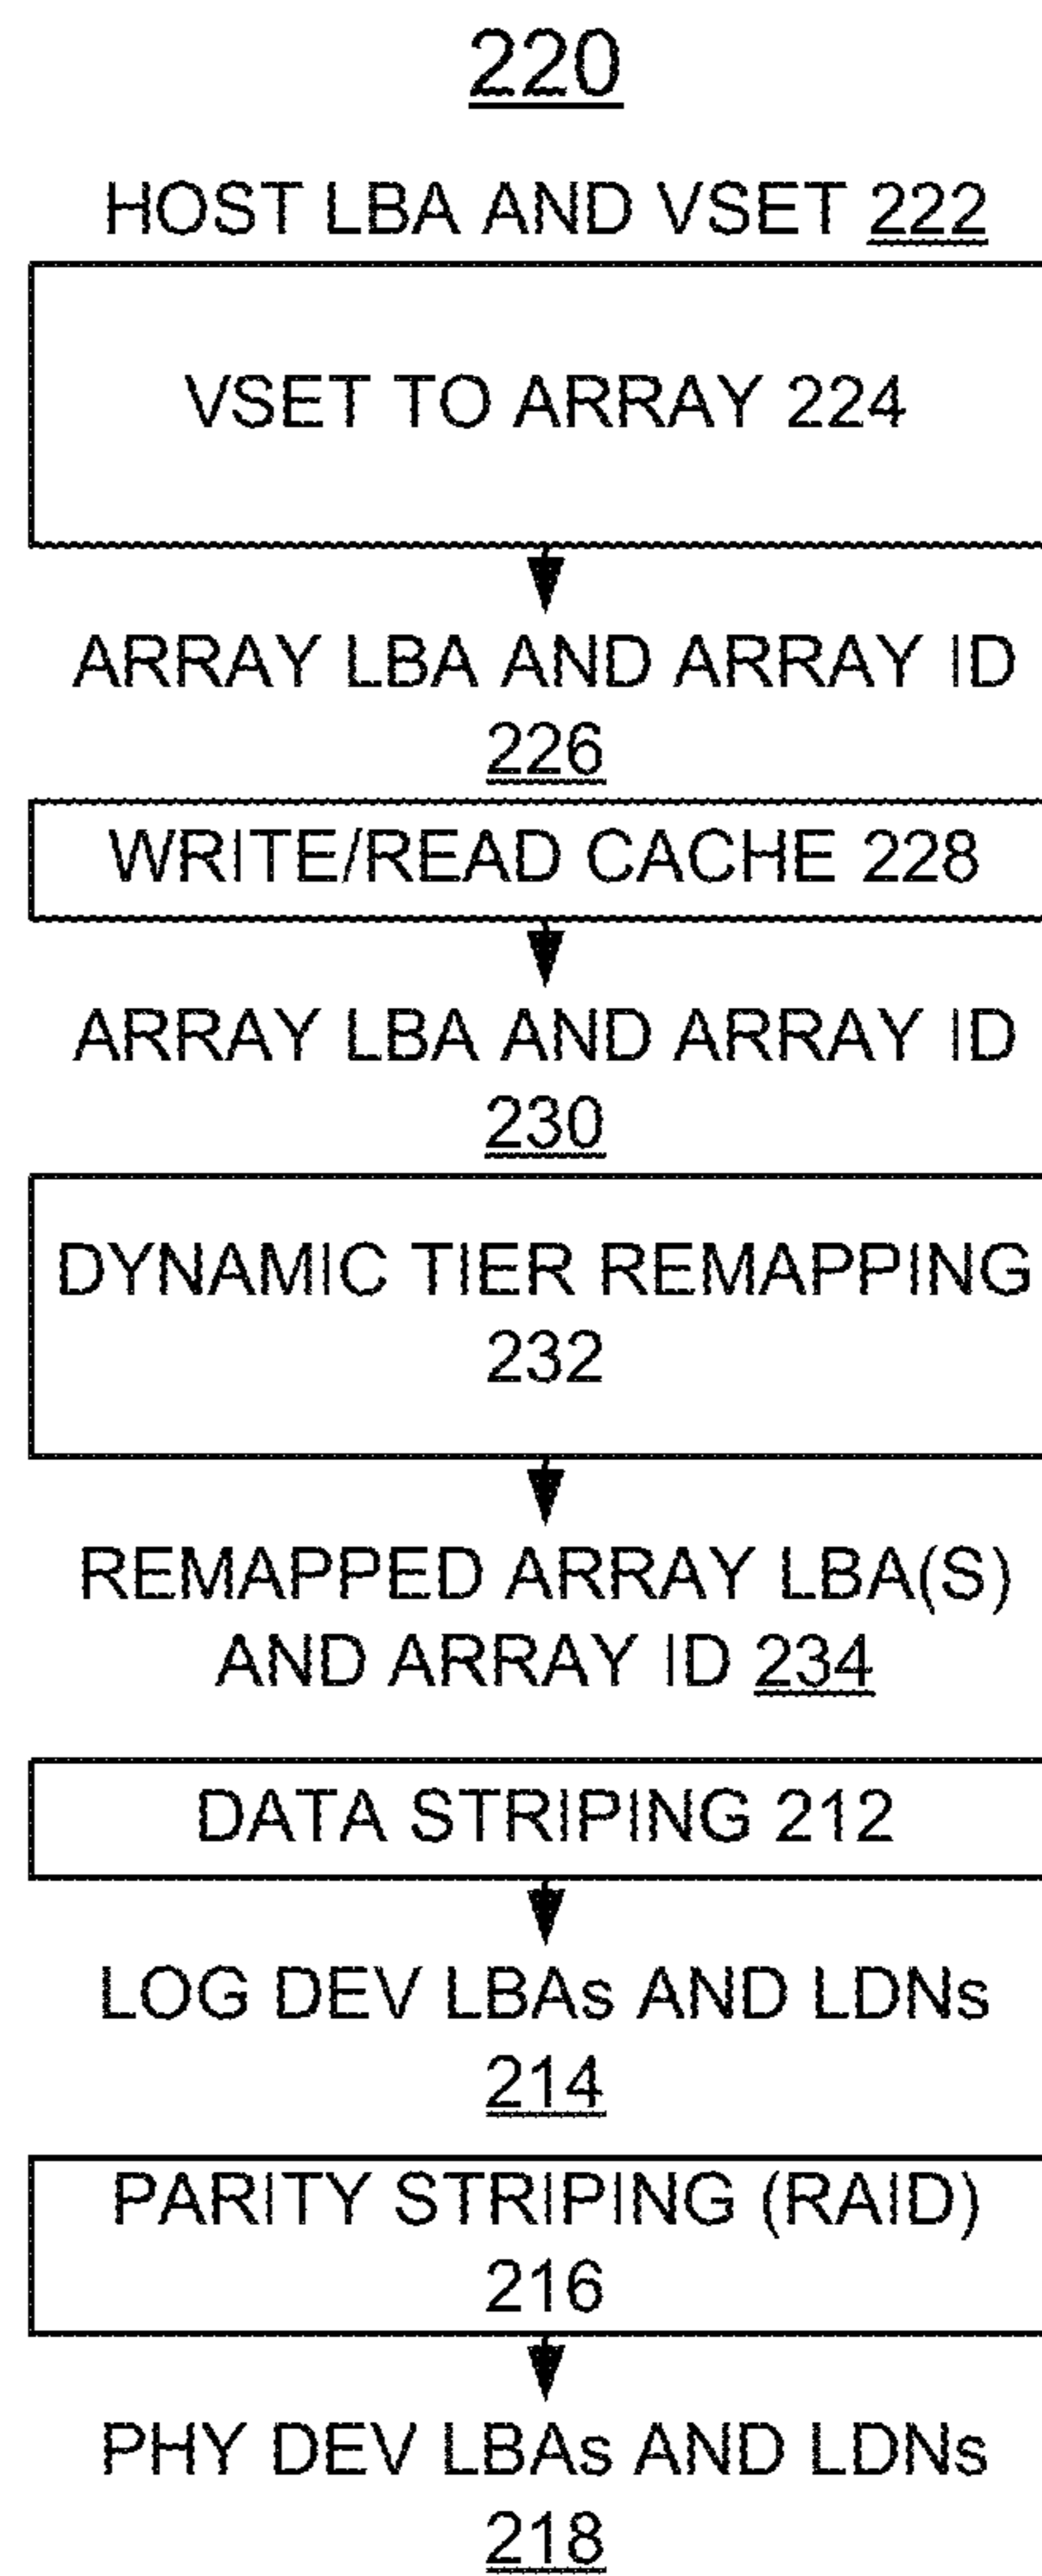 220
HOST LBA AND VSET 222
VSET TO ARRAY 224
ARRAY LBA AND ARRAY ID
226
WRITE/READ CACHE 228
ARRAY LBA AND ARRAY ID
230
DYNAMIC TIER REMAPPING
232
REMAPPED ARRAY LBA(S)
AND ARRAY ID 234
DATA STRIPING 212
LOG DEV LBAs AND LDNs
214
PARITY STRIPING (RAID)
216
PHY DEV LBAs AND LDNs
218